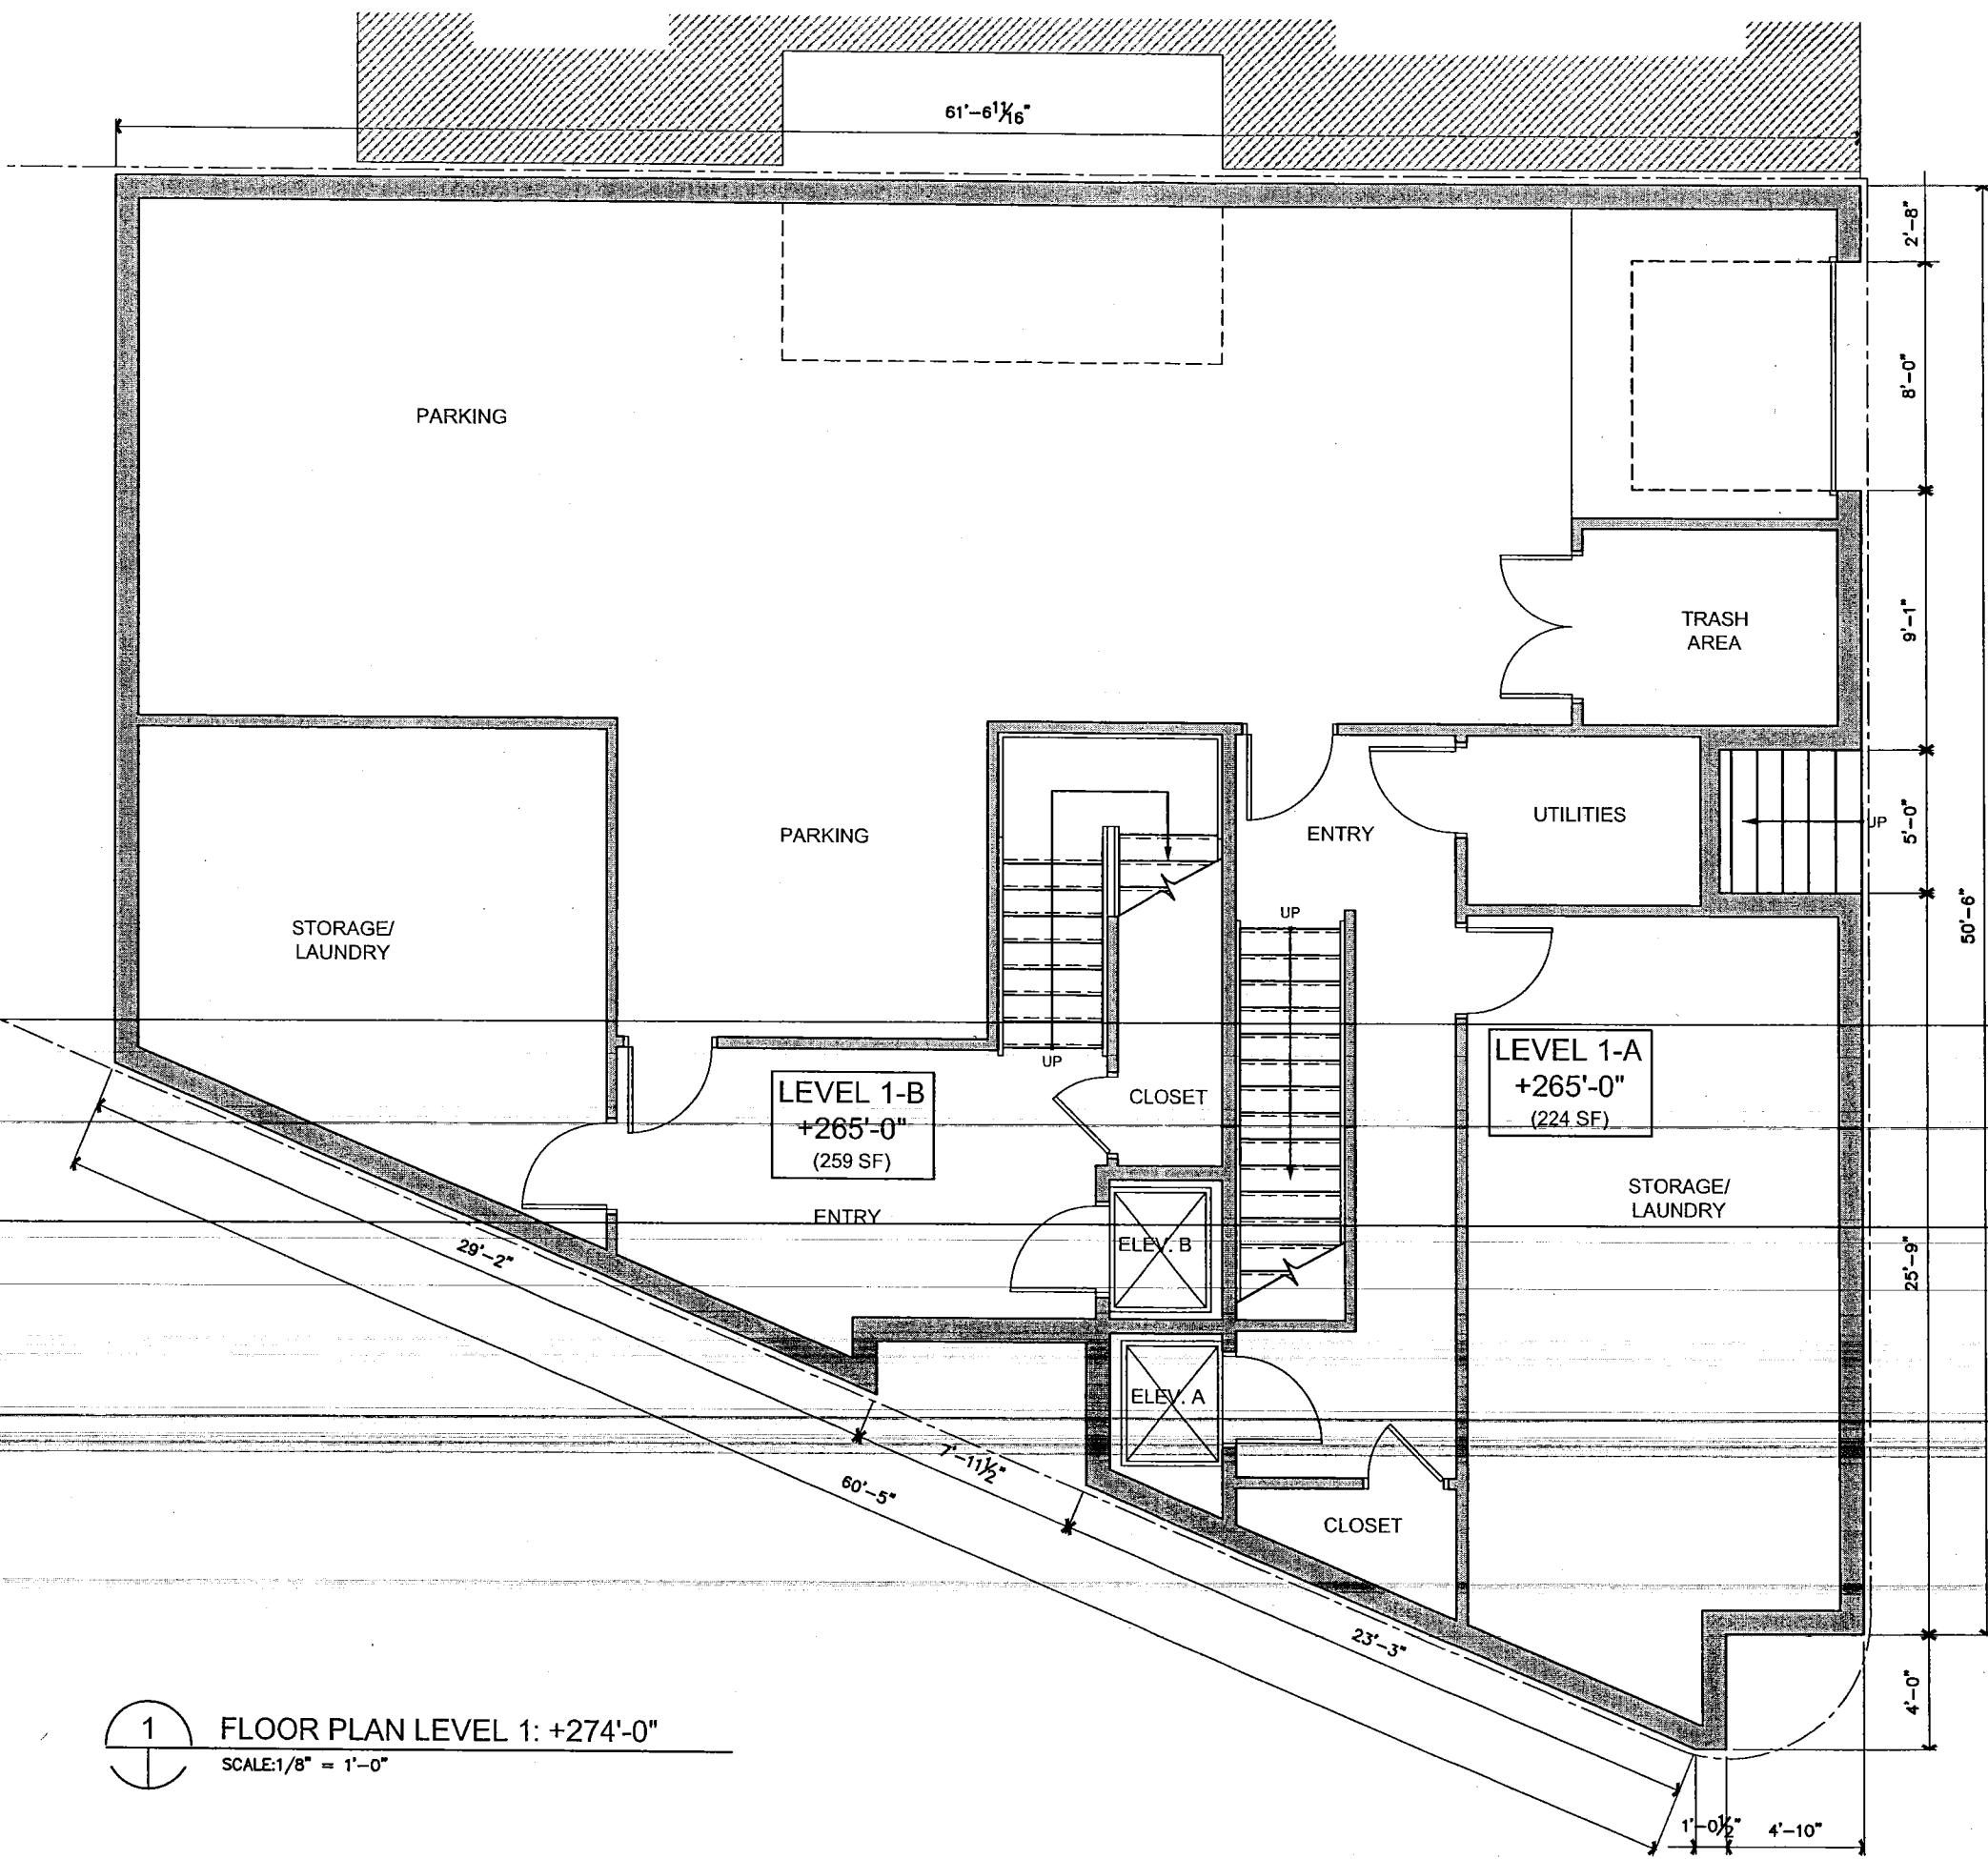 61'-6 11/16"
2'-8"
8'-0"
PARKING
TRASH
AREA
9'-1"
PARKING
ENTRY
UTILITIES
UP
5'-0"
STORAGE/
LAUNDRY
UP
50'-6"
UP
LEVEL 1-A
+265'-0"
(224 SF)
LEVEL 1-B
+265'-0"
(259 SF)
CLOSET
STORAGE/
LAUNDRY
ENTRY
ELEV. B
29'-2"
25'-9"
ELEV. A
7'-11 1/2"
60'-5"
CLOSET
23'-3"
4'-0"
1
FLOOR PLAN LEVEL 1: +274'-0"
SCALE:1/8" = 1'-0"
1'-0 1/2"
4'-10"